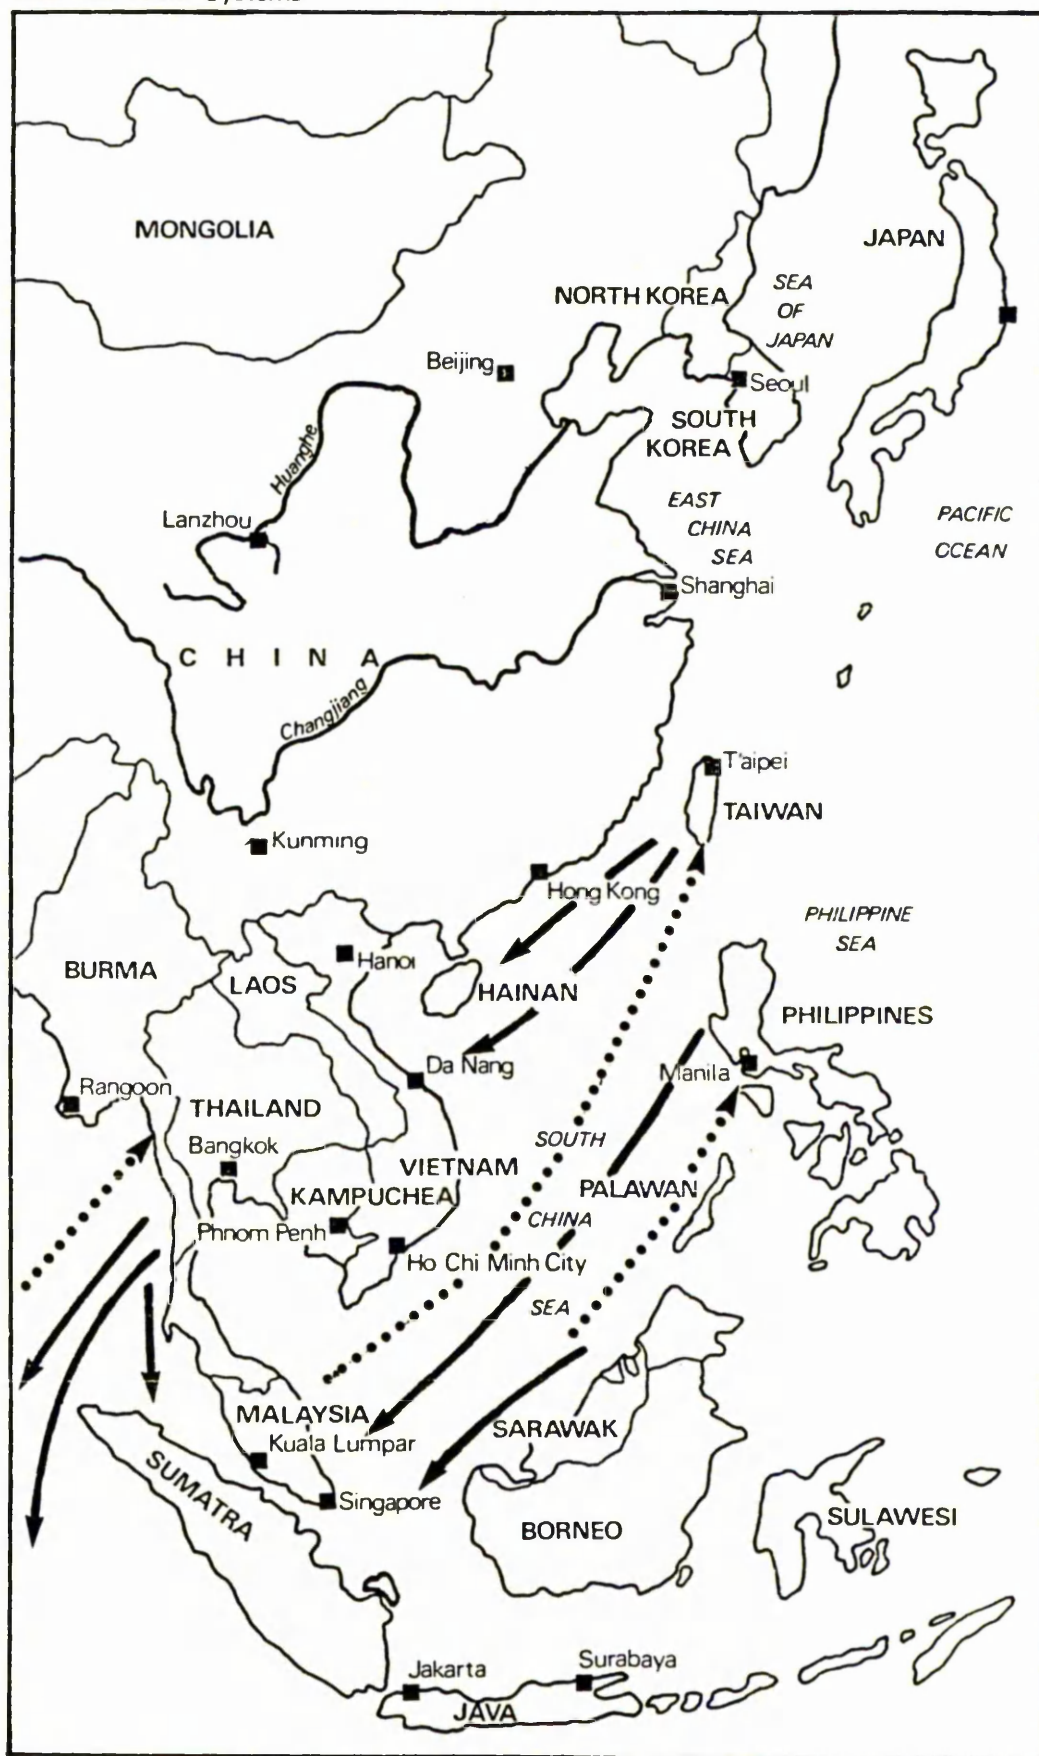 MONGOLIA
JAPAN
NORTH KOREA
SEA
OF
JAPAN
Beijing
Seoul
SOUTH
KOREA
Huanghe
Lanzhou
EAST
CHINA
SEA
PACIFIC
OCEAN
Shanghai
CHINA
Changjiang
T'aipei
TAIWAN
Kunming
Hong Kong
PHILIPPINE
SEA
BURMA
LAOS
Hanoi
HAINAN
PHILIPPINES
Da Nang
Manila
Rangoon
THAILAND
Bangkok
SOUTH
VIETNAM
KAMPUCHEA
PALAWAN
Phnom Penh
CHINA
Ho Chi Minh City
SEA
MALAYSIA
Kuala Lumpar
SARAWAK
SUMATRA
Singapore
BORNEO
SULAWESI
Jakarta
Surabaya
JAVA